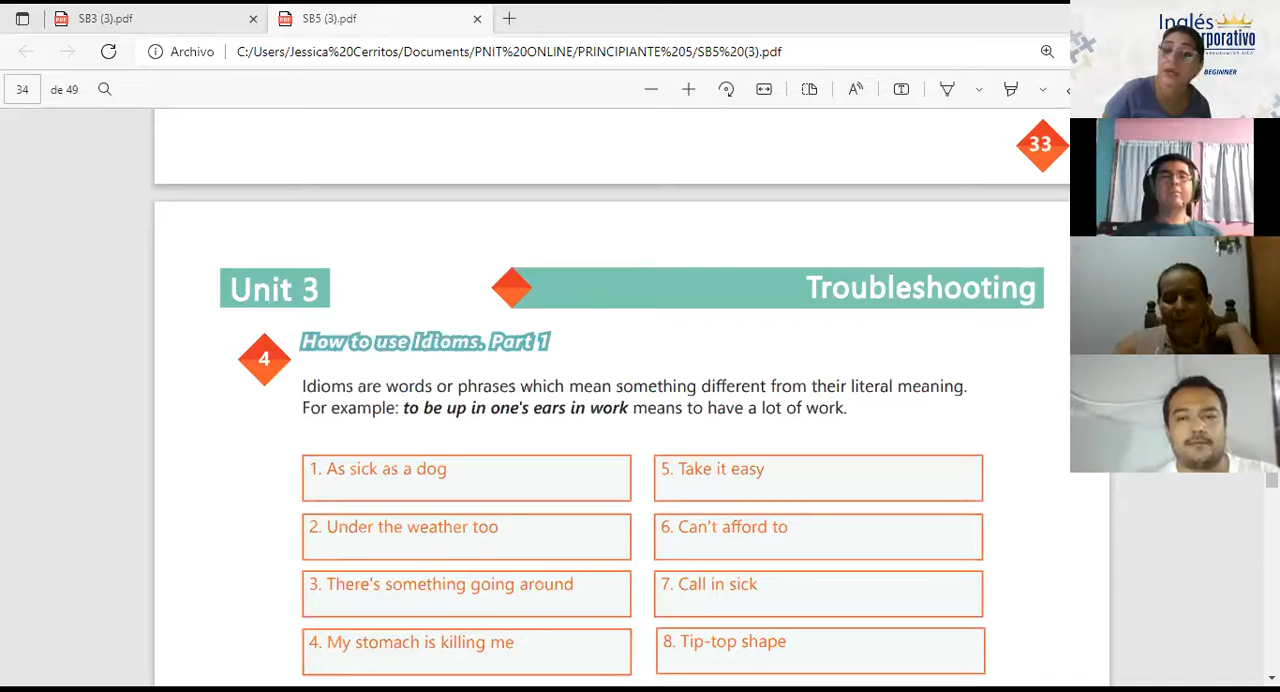 SB3 (3).pdf
SB5 (3).pdf
Archivo
C:/Users/Jessica%20Cerritos/Documents/PNIT%20ONLINE/PRINCIPIANTE%205/SB5%20(3).pdf
34
de 49
33
Unit 3
Troubleshooting
4
How to use Idioms. Part 1
Idioms are words or phrases which mean something different from their literal meaning.
For example: to be up in one's ears in work means to have a lot of work.
1. As sick as a dog
5. Take it easy
2. Under the weather too
6. Can't afford to
3. There's something going around
7. Call in sick
4. My stomach is killing me
8. Tip-top shape
Inglés
rporativo
BEGINNER